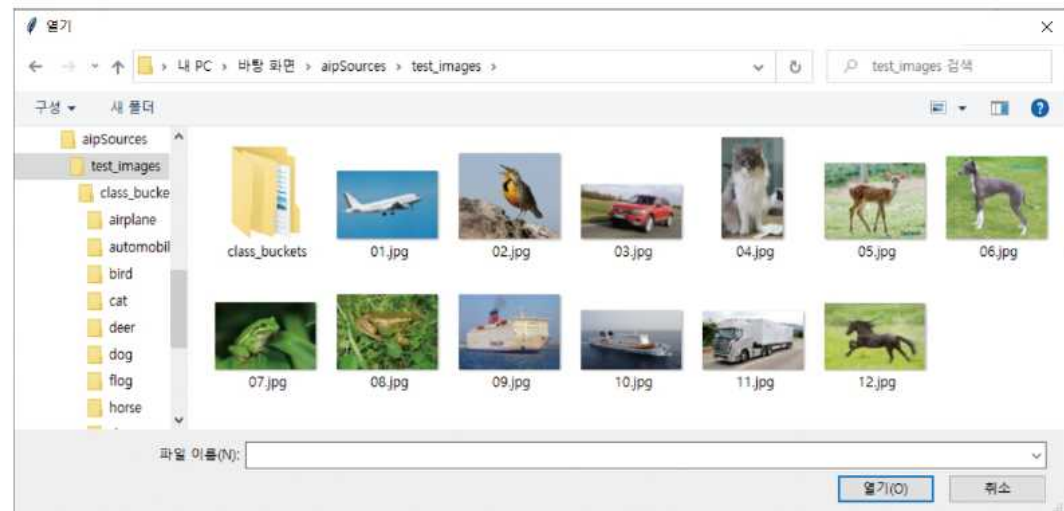 열기
내 PC > 바탕 화면 > aipSources > test_images >
test_images 검색
구성
새 폴더
aipSources
test_images
class_bucke
airplane
automobil
bird
cat
deer
dog
flog
horse
class_buckets
01.jpg
02.jpg
03.jpg
04.jpg
05.jpg
06.jpg
07.jpg
08.jpg
09.jpg
10.jpg
11.jpg
12.jpg
파일 이름(N):
열기(O)
취소